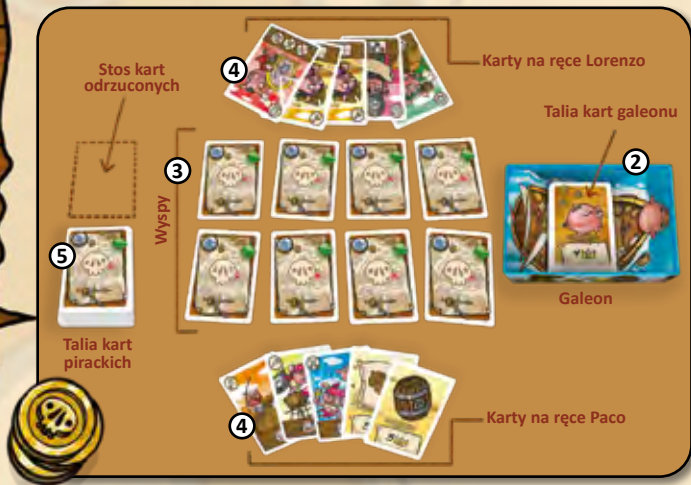 Stos kart
odrzuconych
4
Karty na ręce Lorenzo
Talia kart galeonu
2
3
Wyspy
5
Galeon
Talia kart
pirackich
4
Karty na ręce Paco